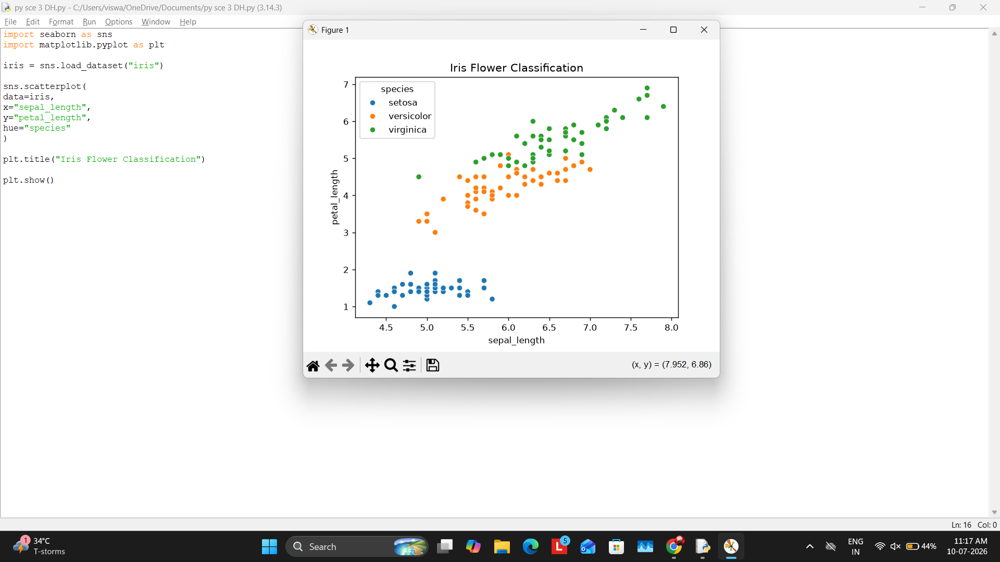 py sce 3 DH.py - C:/Users/viswa/OneDrive/Documents/py sce 3 DH.py (3.14.3)
File Edit Format Run Options Window Help
import seaborn as sns
import matplotlib.pyplot as plt
iris = sns.load_dataset("iris")
sns.scatterplot(
data=iris,
x="sepal_length",
y="petal_length",
hue="species"
)
plt.title("Iris Flower Classification")
plt.show()
Figure 1
Iris Flower Classification
species
setosa
versicolor
virginica
7
6
5
4
3
2
1
petal_length
4.5 5.0 5.5 6.0 6.5 7.0 7.5 8.0
sepal_length
(x, y) = (7.952, 6.86)
Ln: 16 Col: 0
1
34°C
T-storms
Search
L
5
ENG
IN
44%
11:17 AM
10-07-2026